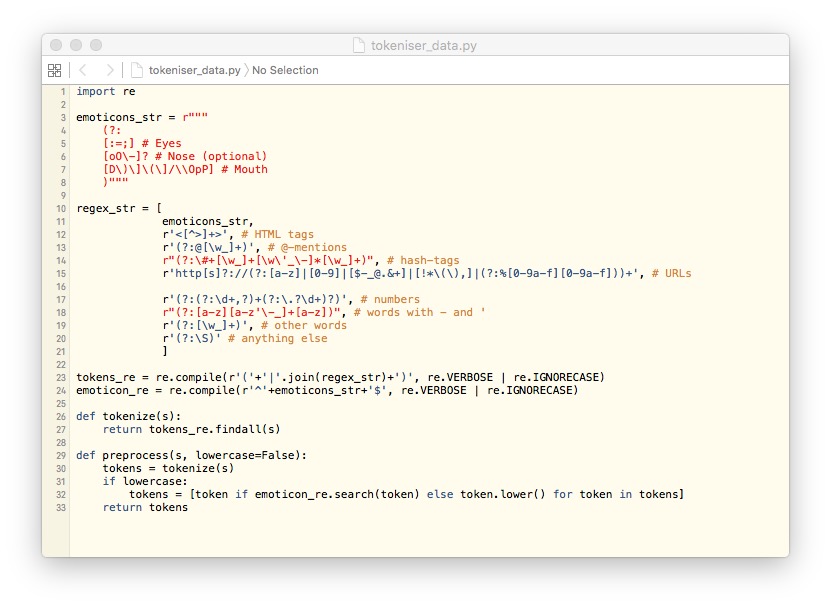 tokeniser_data.py
tokeniser_data.py No Selection
1 import re
2
3 emoticons_str = r"""
4     (?:
5     [:=;] # Eyes
6     [oO\-]? # Nose (optional)
7     [D\)\]\(\]/\\OpP] # Mouth
8     )"""
9
10 regex_str = [
11              emoticons_str,
12              r'<[^>]+>', # HTML tags
13              r'(?:@[\w_]+)', # @-mentions
14              r"(?:\#+[\w_]+[\w\'_\-]*[\w_]+)", # hash-tags
15              r'http[s]?://(?:[a-z]|[0-9]|[$-_@.&+]|[!*\(\),]|(?:%[0-9a-f][0-9a-f]))+', # URLs
16
17              r'(?:(?:\d+,?)+(?:\.?\d+)?)', # numbers
18              r"(?:[a-z][a-z'\-_]+[a-z])", # words with - and '
19              r'(?:[\w_]+)', # other words
20              r'(?:\S)' # anything else
21              ]
22
23 tokens_re = re.compile(r'('+'|'.join(regex_str)+')', re.VERBOSE | re.IGNORECASE)
24 emoticon_re = re.compile(r'^'+emoticons_str+'$', re.VERBOSE | re.IGNORECASE)
25
26 def tokenize(s):
27     return tokens_re.findall(s)
28
29 def preprocess(s, lowercase=False):
30     tokens = tokenize(s)
31     if lowercase:
32         tokens = [token if emoticon_re.search(token) else token.lower() for token in tokens]
33     return tokens